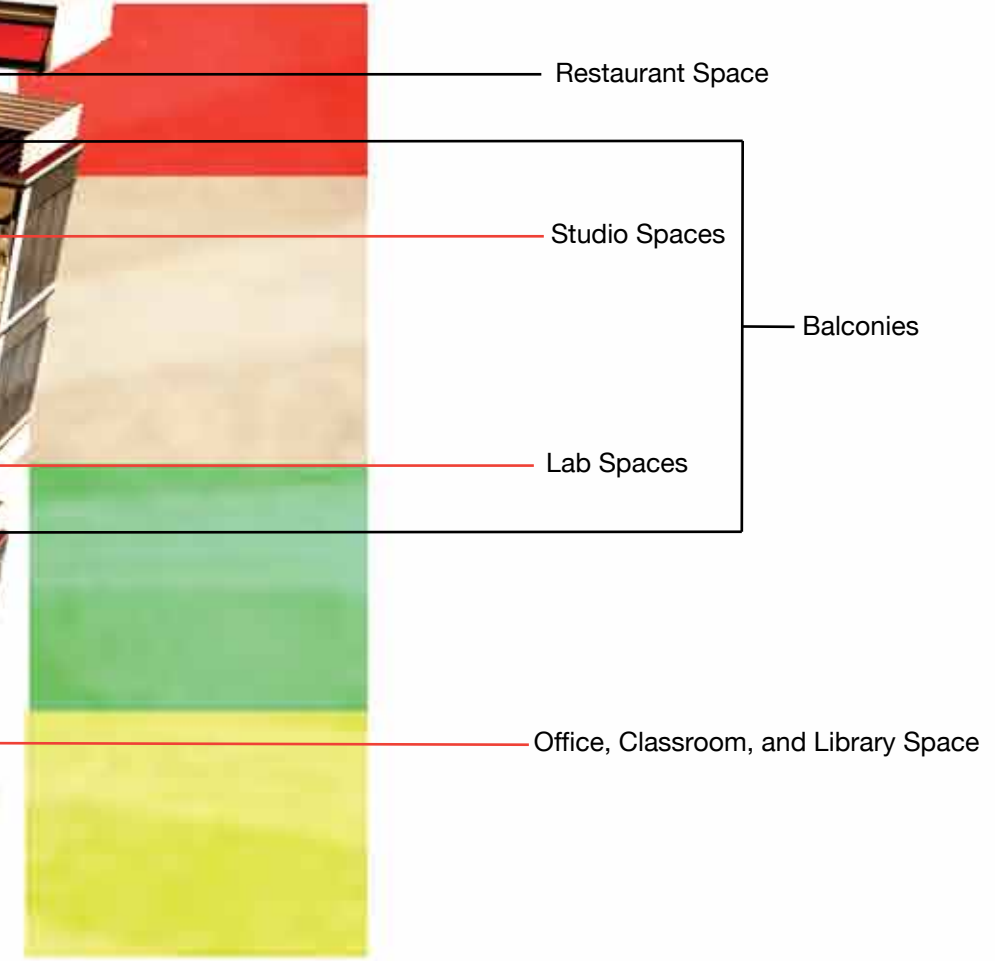 Restaurant Space
Studio Spaces
Balconies
Lab Spaces
Office, Classroom, and Library Space